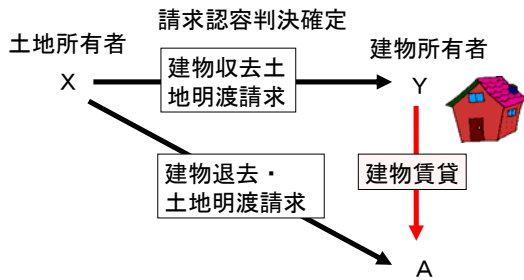 請求認容判決確定
土地所有者
建物所有者
X
建物収去土
地明渡請求
Y
建物退去・
土地明渡請求
建物賃貸
A